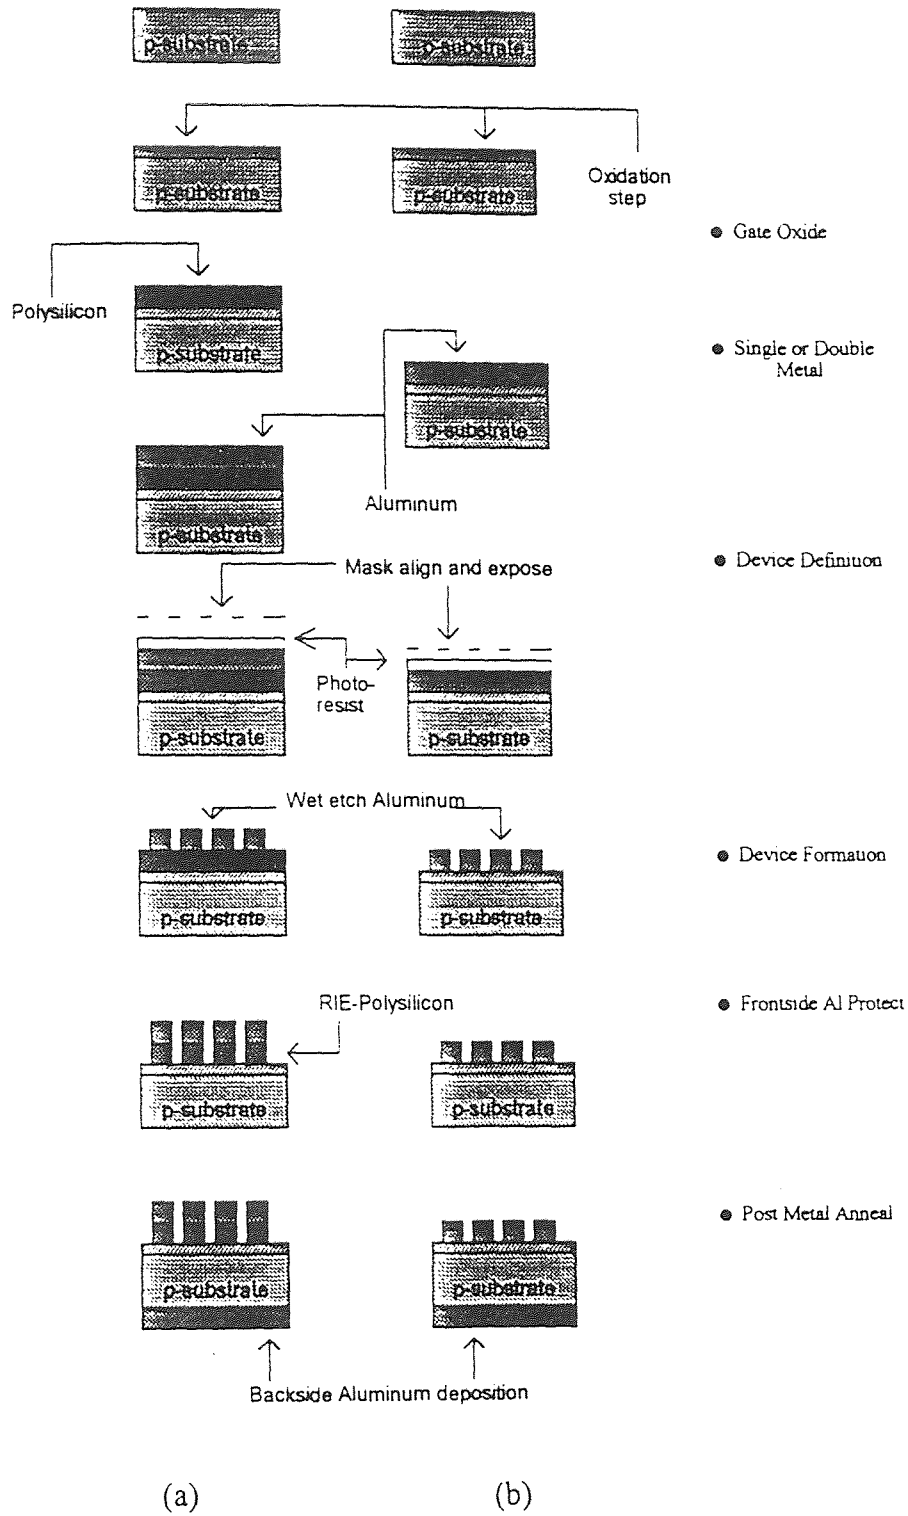 p-substrate
p-substrate
p-substrate
p-substrate
Oxidation
step
Gate Oxide
Polysilicon
p-substrate
Single or Double
Metal
p-substrate
Aluminum
p-substrate
Mask align and expose
Device Definition
Photo-
resist
p-substrate
p-substrate
Wet etch Aluminum
Device Formation
p-substrate
p-substrate
RIE-Polysilicon
Frontside Al Protect
p-substrate
p-substrate
Post Metal Anneal
p-substrate
p-substrate
Backside Aluminum deposition
(a)
(b)